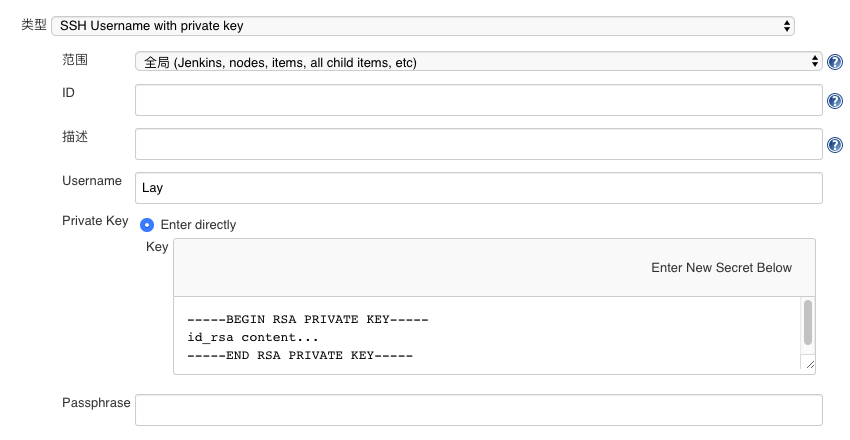 类型 SSH Username with private key
范围 全局 (Jenkins, nodes, items, all child items, etc) ?
ID ?
描述 ?
Username Lay
Private Key Enter directly
Key
Enter New Secret Below
-----BEGIN RSA PRIVATE KEY-----
id_rsa content...
-----END RSA PRIVATE KEY-----
Passphrase